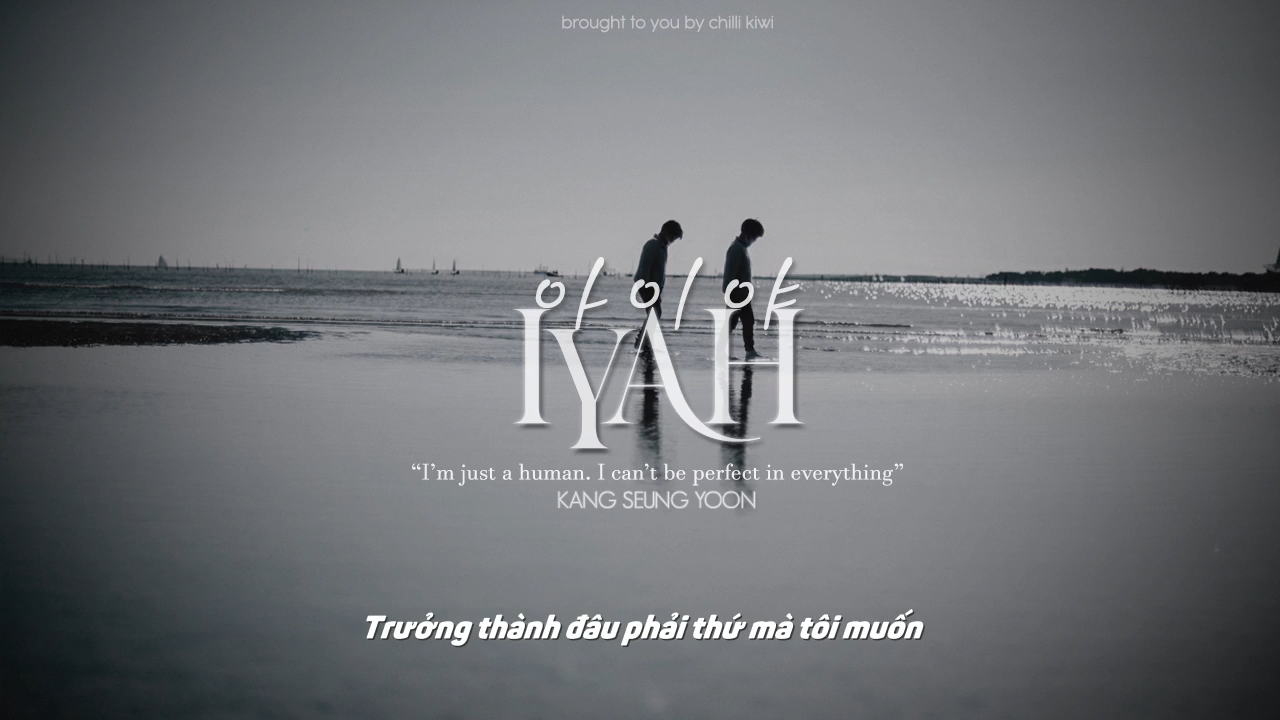 brought to you by chilli kiwi
아이야
IYAH
“I’m just a human. I can’t be perfect in everything”
KANG SEUNG YOON
Trưởng thành đâu phải thứ mà tôi muốn